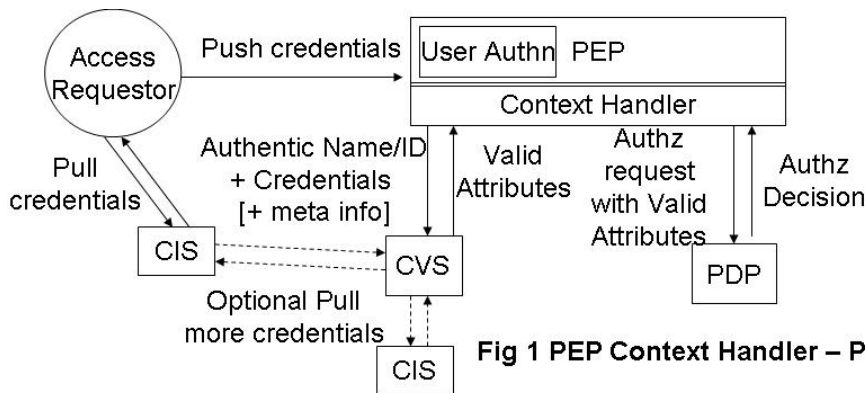 Access
Requestor
Push credentials
User Authn
PEP
Context Handler
Pull
credentials
Authentic Name/ID
+ Credentials
[+ meta info]
Valid
Attributes
Authz
request
with Valid
Attributes
Authz
Decision
CIS
CVS
PDP
Optional Pull
more credentials
CIS
Fig 1 PEP Context Handler – P